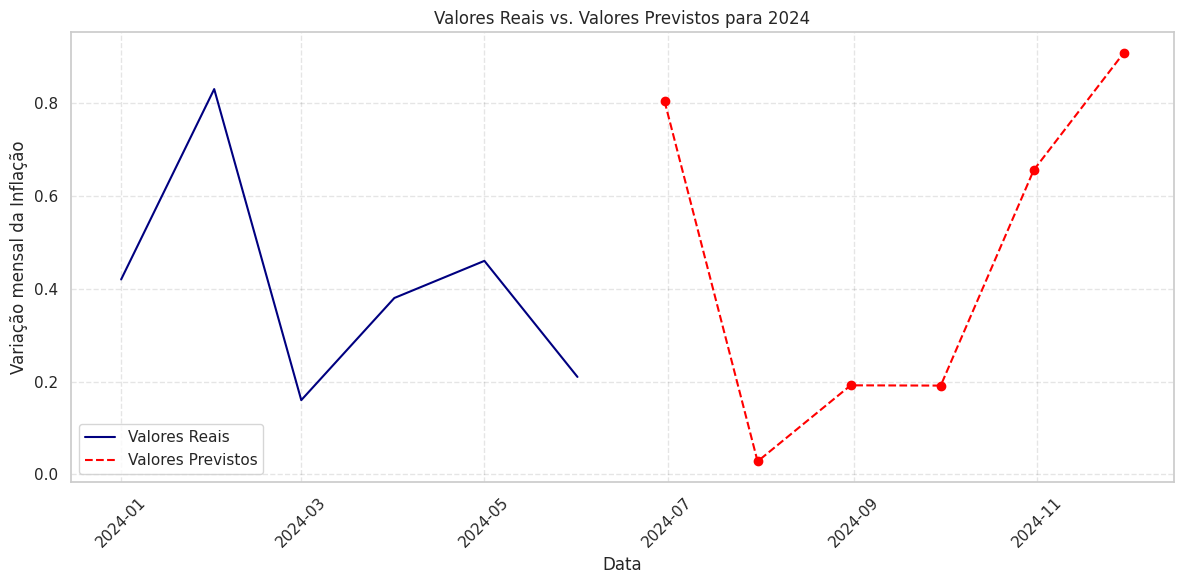 Valores Reais vs. Valores Previstos para 2024
Variação mensal da Inflação
0.8
0.6
0.4
0.2
0.0
Valores Reais
Valores Previstos
2024-01
2024-03
2024-05
2024-07
2024-09
2024-11
Data